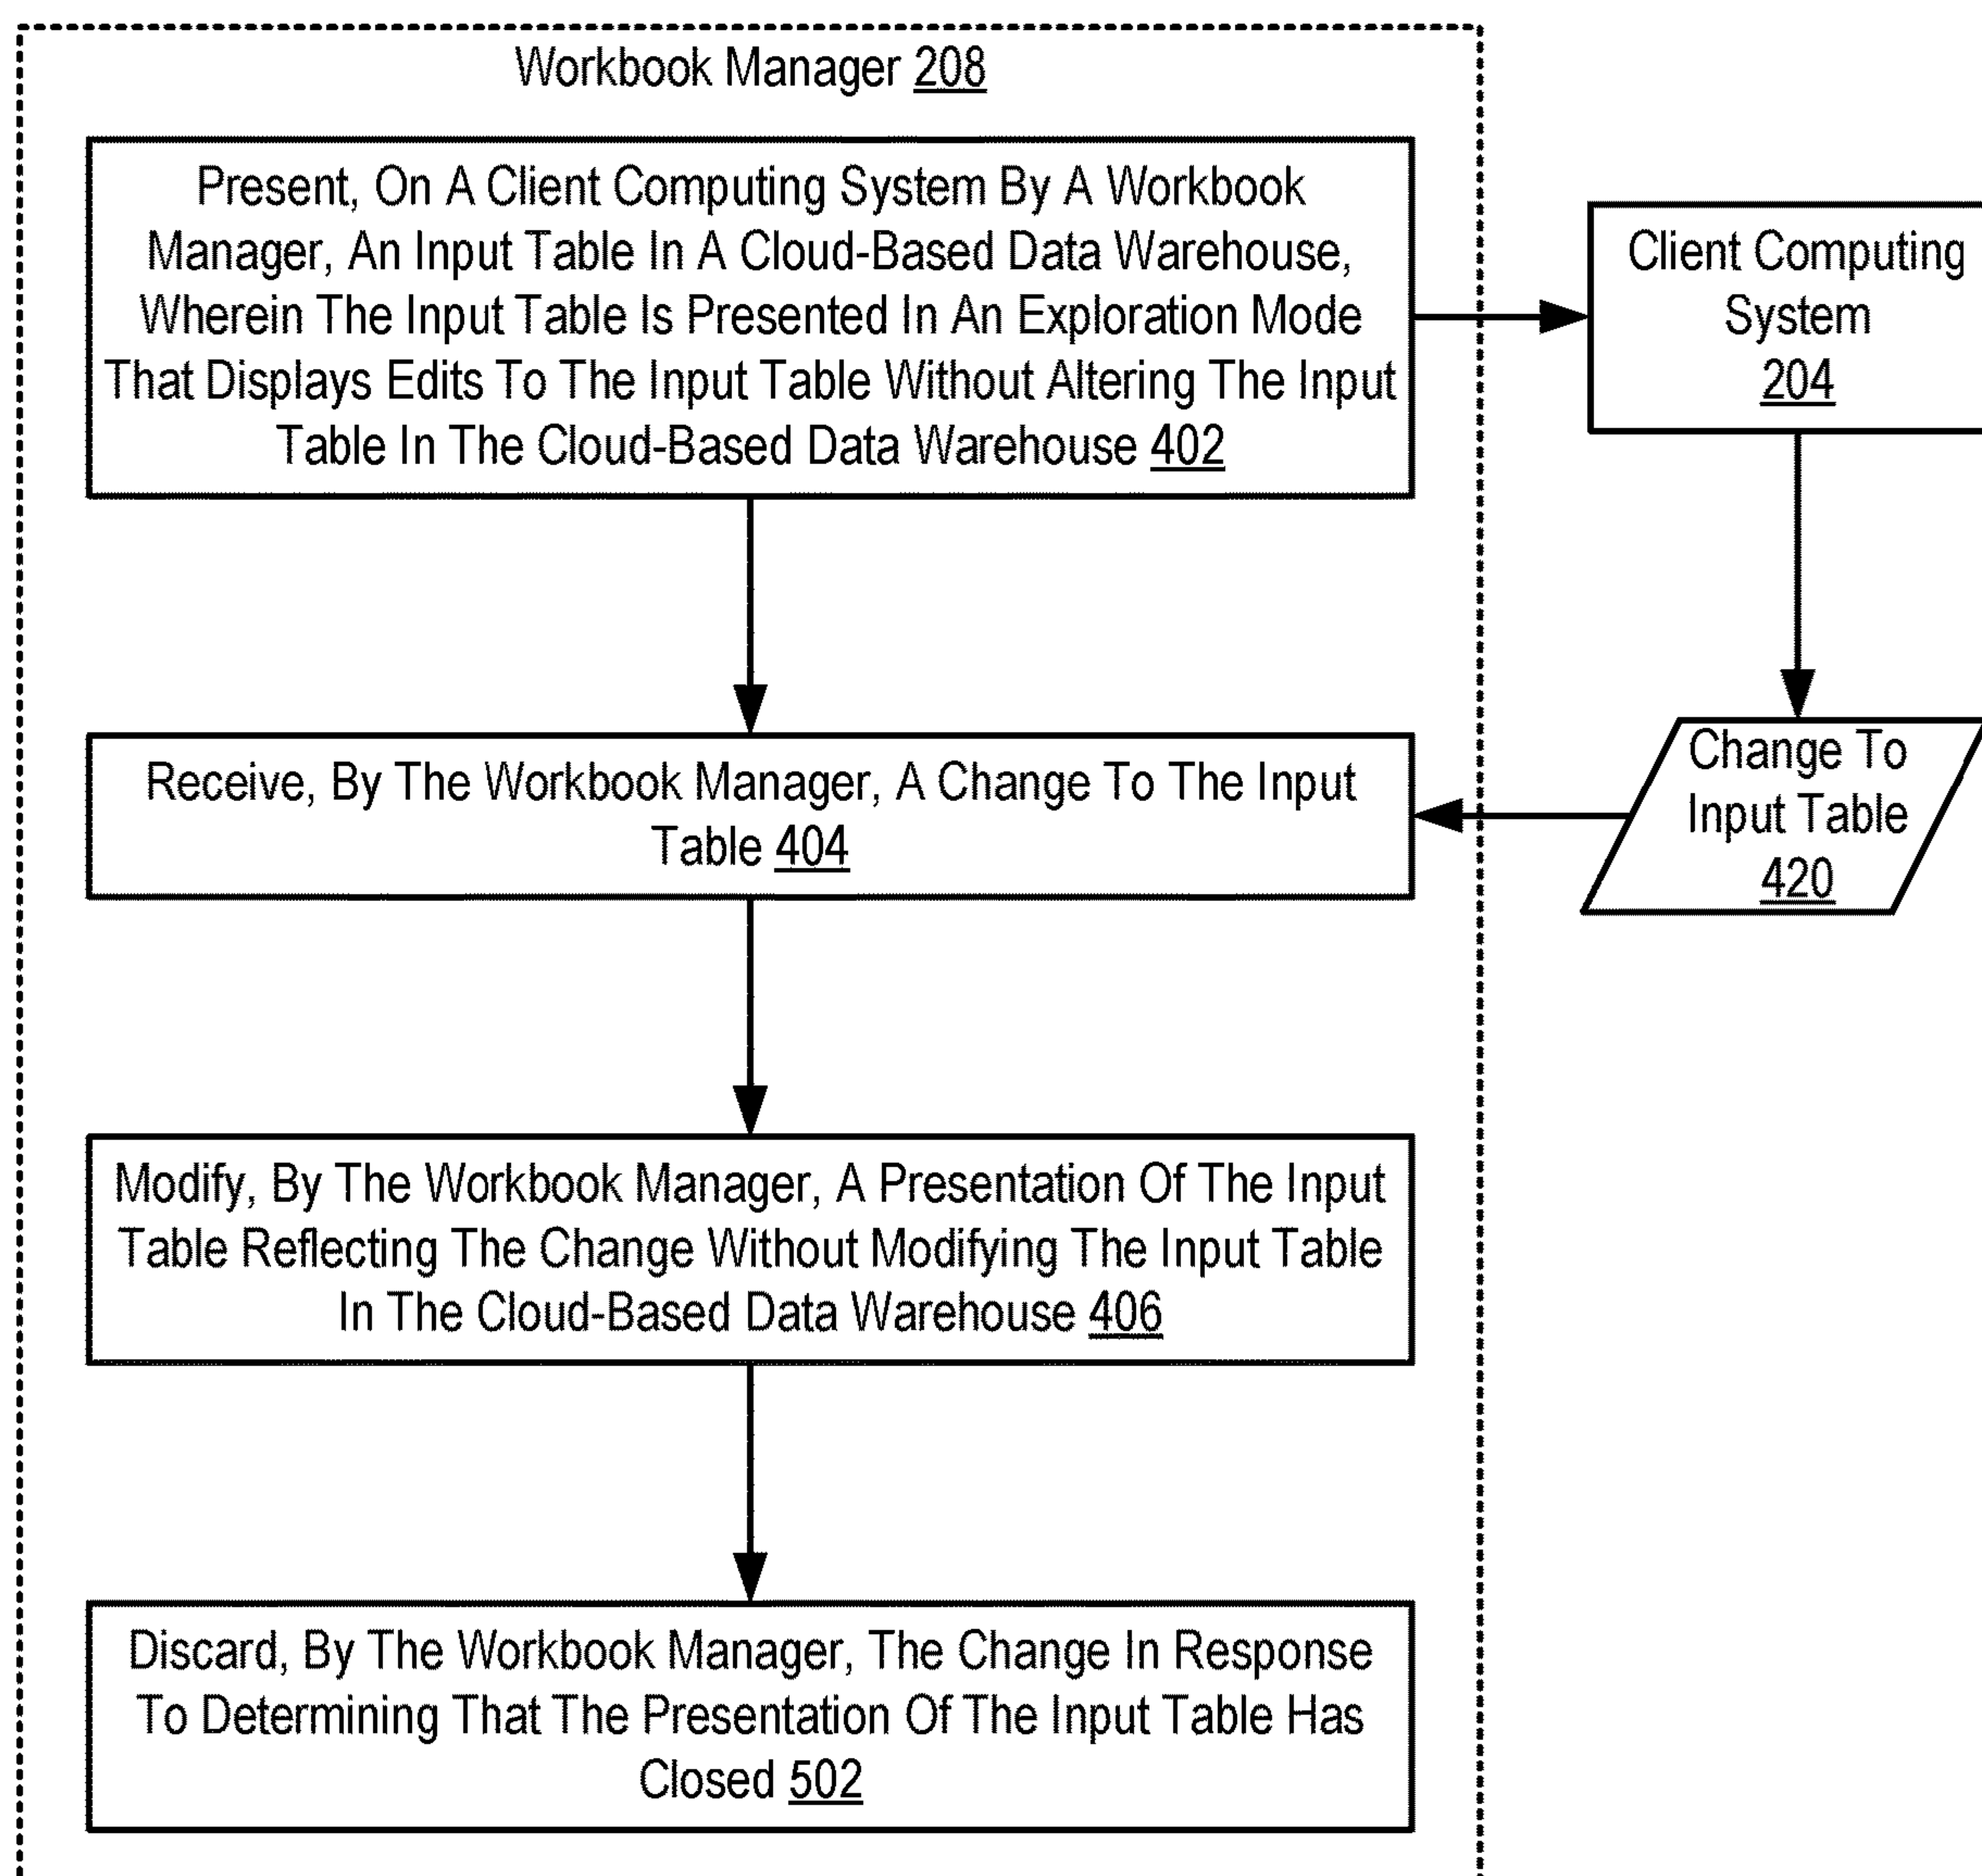 Workbook Manager 208
Present, On A Client Computing System By A Workbook
Manager, An Input Table In A Cloud-Based Data Warehouse,
Wherein The Input Table Is Presented In An Exploration Mode
That Displays Edits To The Input Table Without Altering The Input
Table In The Cloud-Based Data Warehouse 402
Client Computing
System
204
Receive, By The Workbook Manager, A Change To The Input
Table 404
Change To
Input Table
420
Modify, By The Workbook Manager, A Presentation Of The Input
Table Reflecting The Change Without Modifying The Input Table
In The Cloud-Based Data Warehouse 406
Discard, By The Workbook Manager, The Change In Response
To Determining That The Presentation Of The Input Table Has
Closed 502